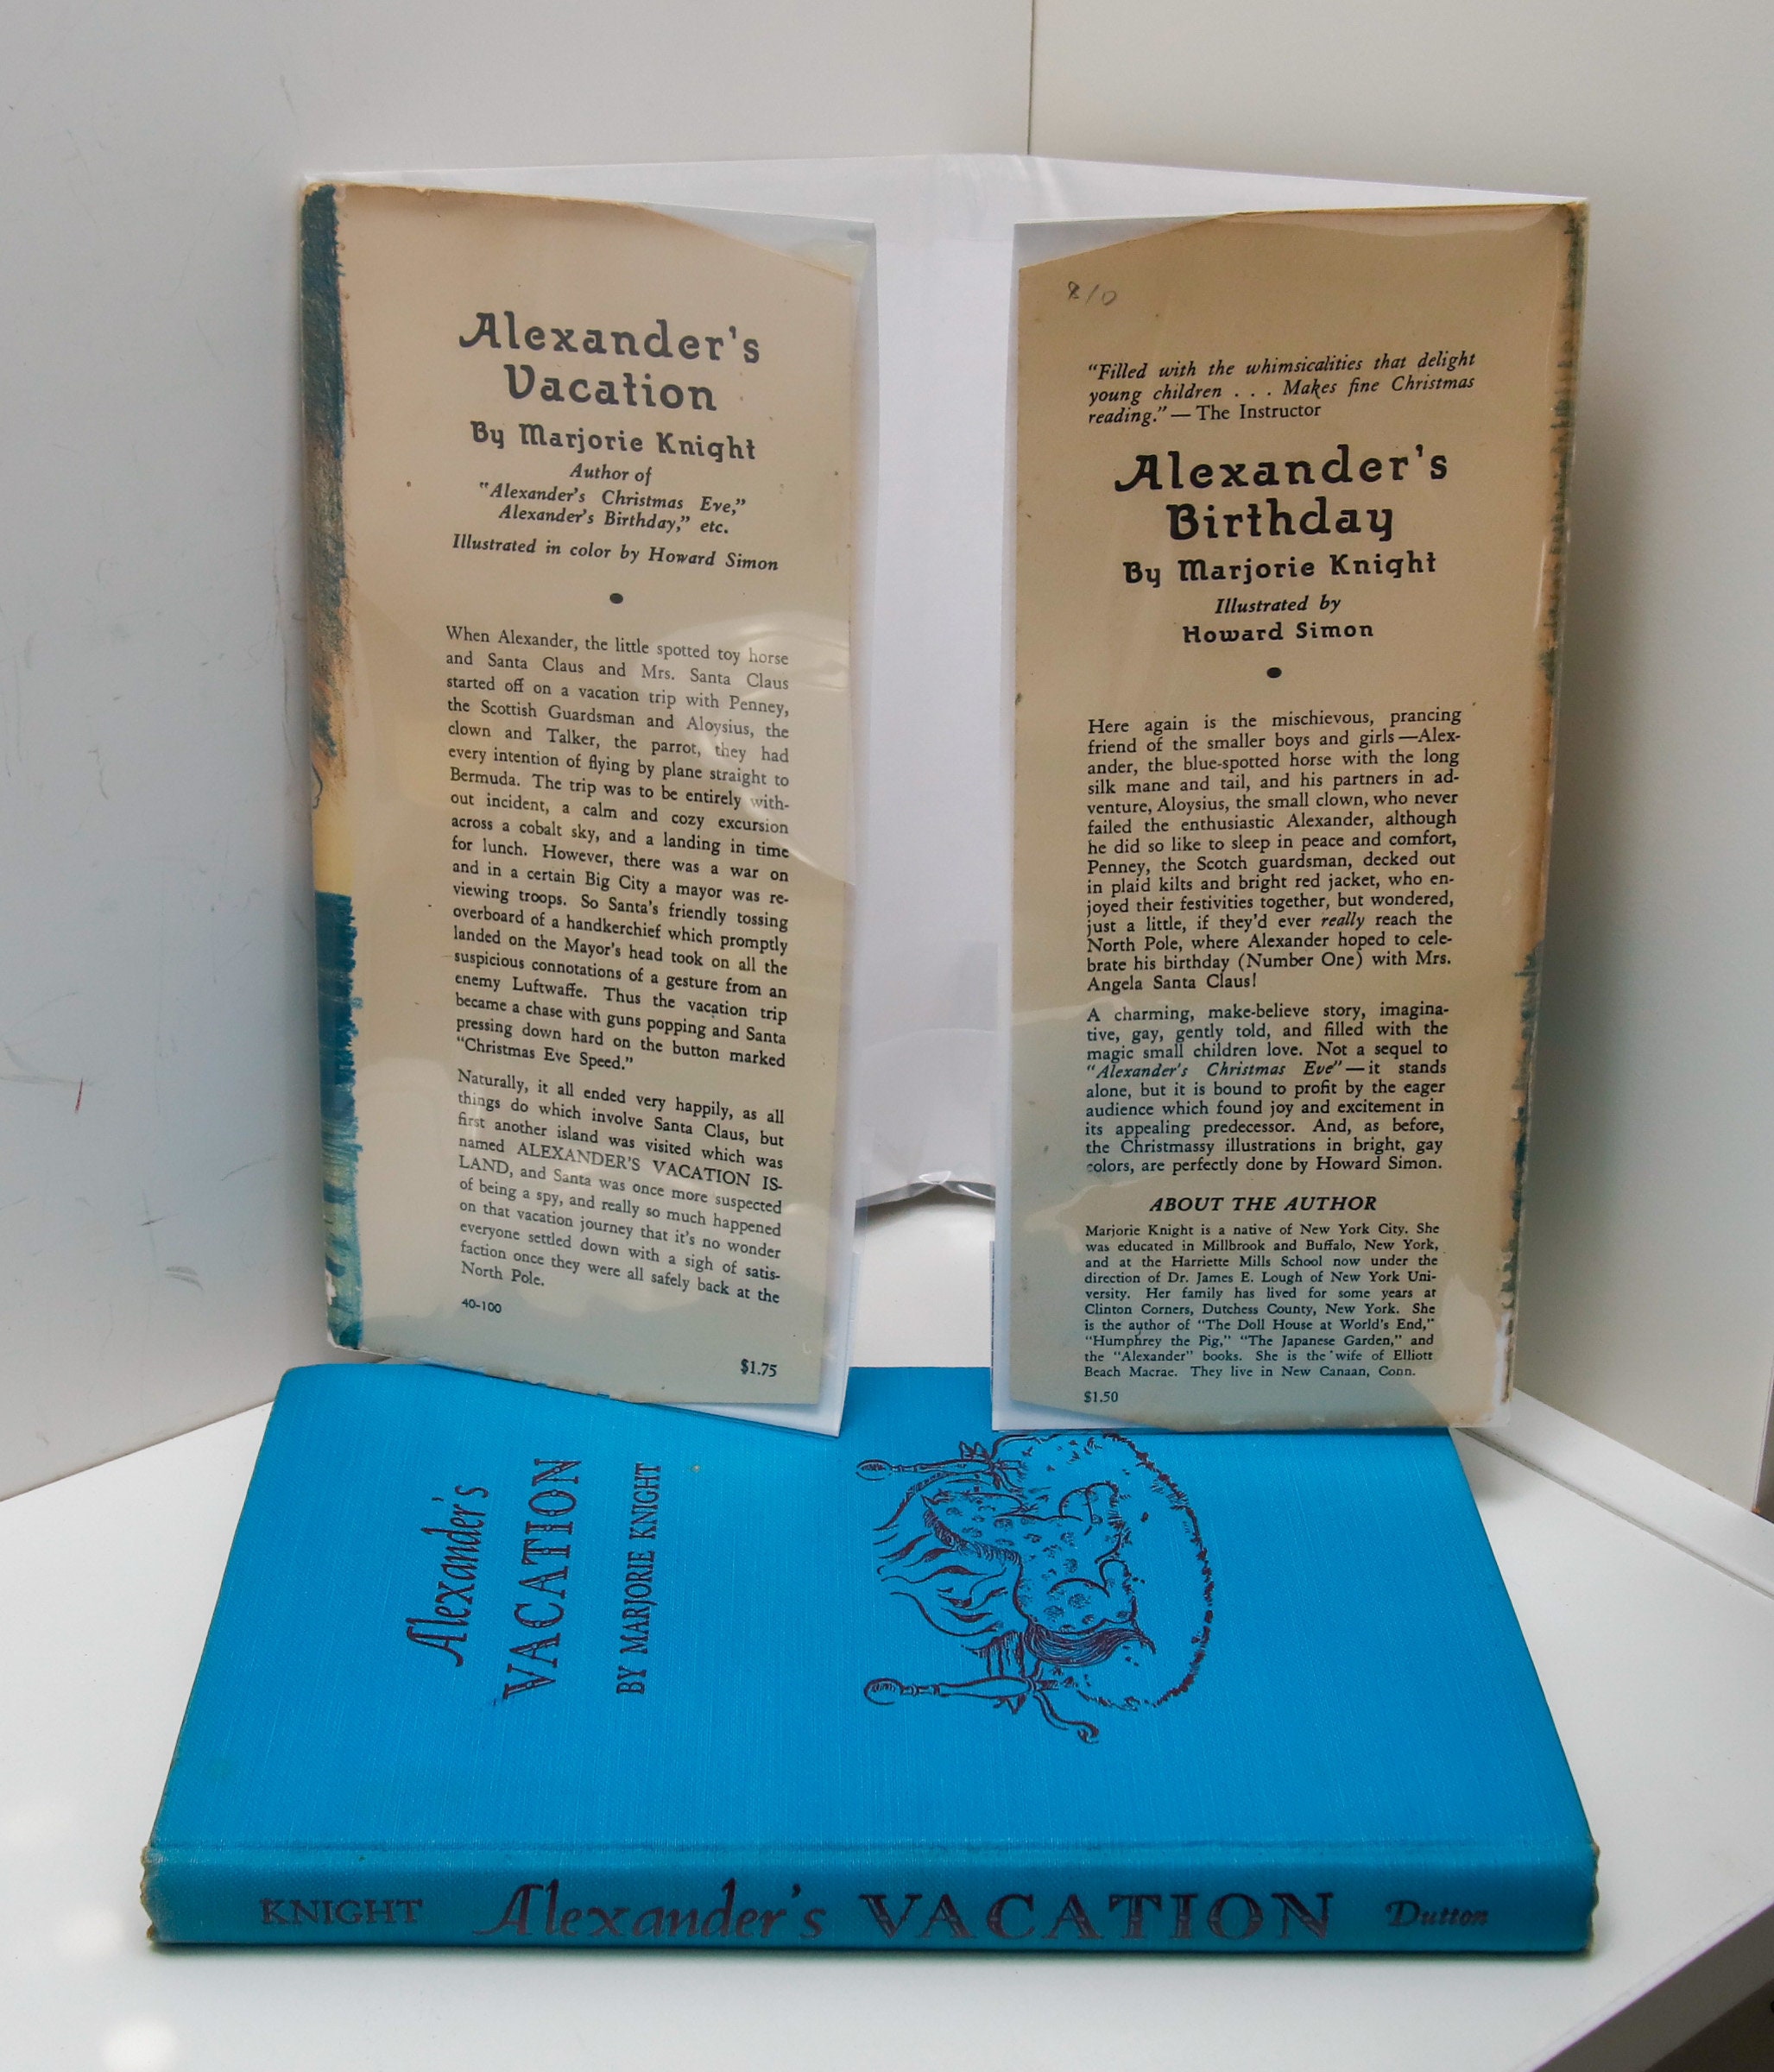 Alexander's
Vacation
By Marjorie Knight
Author of
"Alexander's Christmas Eve,"
Alexander's Birthday," etc.
Illustrated in color by Howard Simon
When Alexander, the little spotted toy horse
and Santa Claus and Mrs. Santa Claus
started off on a vacation trip with Penney,
the Scottish Guardsman and Aloysius, the
clown and Talker, the parrot, they had
every intention of flying by plane straight to
Bermuda. The trip was to be entirely with-
out incident, a calm and cozy excursion
across a cobalt sky, and a landing in time
for lunch. However, there was a war on
and in a certain Big City a mayor was re-
viewing troops. So Santa's friendly tossing
overboard of a handkerchief which promptly
landed on the Mayor's head took on all the
suspicious connotations of a gesture from an
enemy Luftwaffe. Thus the vacation trip
became a chase with guns popping and Santa
pressing down hard on the button marked
"Christmas Eve Speed."
Naturally, it all ended very happily, as all
things do which involve Santa Claus, but
first another island was visited which was
named ALEXANDER'S VACATION IS-
LAND, and Santa was once more suspected
of being a spy, and really so much happened
on that vacation journey that it's no wonder
everyone settled down with a sigh of satis-
faction once they were all safely back at the
North Pole.
40-100
$1.75
8/0
"Filled with the whimsicalities that delight
young children . . . Makes fine Christmas
reading."—The Instructor
Alexander's
Birthday
By Marjorie Knight
Illustrated by
Howard Simon
Here again is the mischievous, prancing
friend of the smaller boys and girls—Alex-
ander, the blue-spotted horse with the long
silk mane and tail, and his partners in ad-
venture, Aloysius, the small clown, who never
failed the enthusiastic Alexander, although
he did so like to sleep in peace and comfort,
Penney, the Scotch guardsman, decked out
in plaid kilts and bright red jacket, who en-
joyed their festivities together, but wondered,
just a little, if they'd ever really reach the
North Pole, where Alexander hoped to cele-
brate his birthday (Number One) with Mrs.
Angela Santa Claus!
A charming, make-believe story, imagina-
tive, gay, gently told, and filled with the
magic small children love. Not a sequel to
"Alexander's Christmas Eve"—it stands
alone, but it is bound to profit by the eager
audience which found joy and excitement in
its appealing predecessor. And, as before,
the Christmassy illustrations in bright, gay
colors, are perfectly done by Howard Simon.
ABOUT THE AUTHOR
Marjorie Knight is a native of New York City. She
was educated in Millbrook and Buffalo, New York,
and at the Harriette Mills School now under the
direction of Dr. James E. Lough of New York Uni-
versity. Her family has lived for some years at
Clinton Corners, Dutchess County, New York. She
is the author of "The Doll House at World's End,"
"Humphrey the Pig," "The Japanese Garden," and
the "Alexander" books. She is the wife of Elliott
Beach Macrae. They live in New Canaan, Conn.
$1.50
Alexander's
VACATION
BY MARJORIE KNIGHT
KNIGHT Alexander's VACATION Dutton